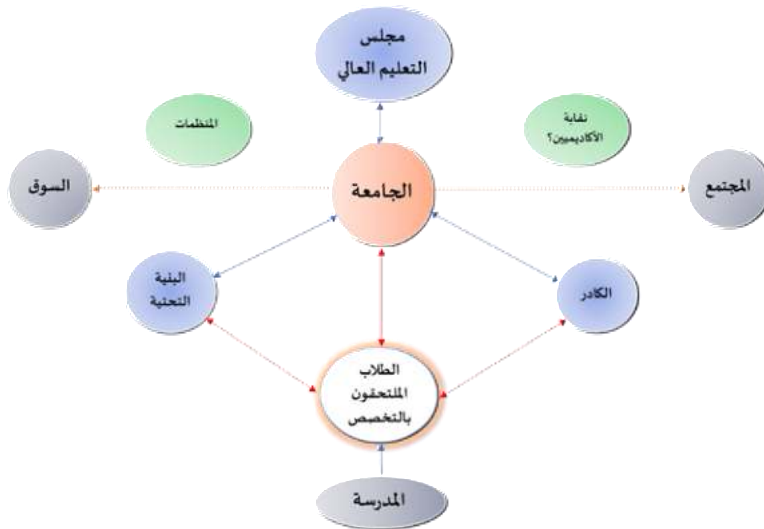 مجلس
التعليم العالي
نقابة
الأكاديميين؟
المنظمات
المجتمع
الجامعة
السوق
الكادر
البنية
التحتية
الطلاب
الملتحقون
بالتخصص
المدرسة